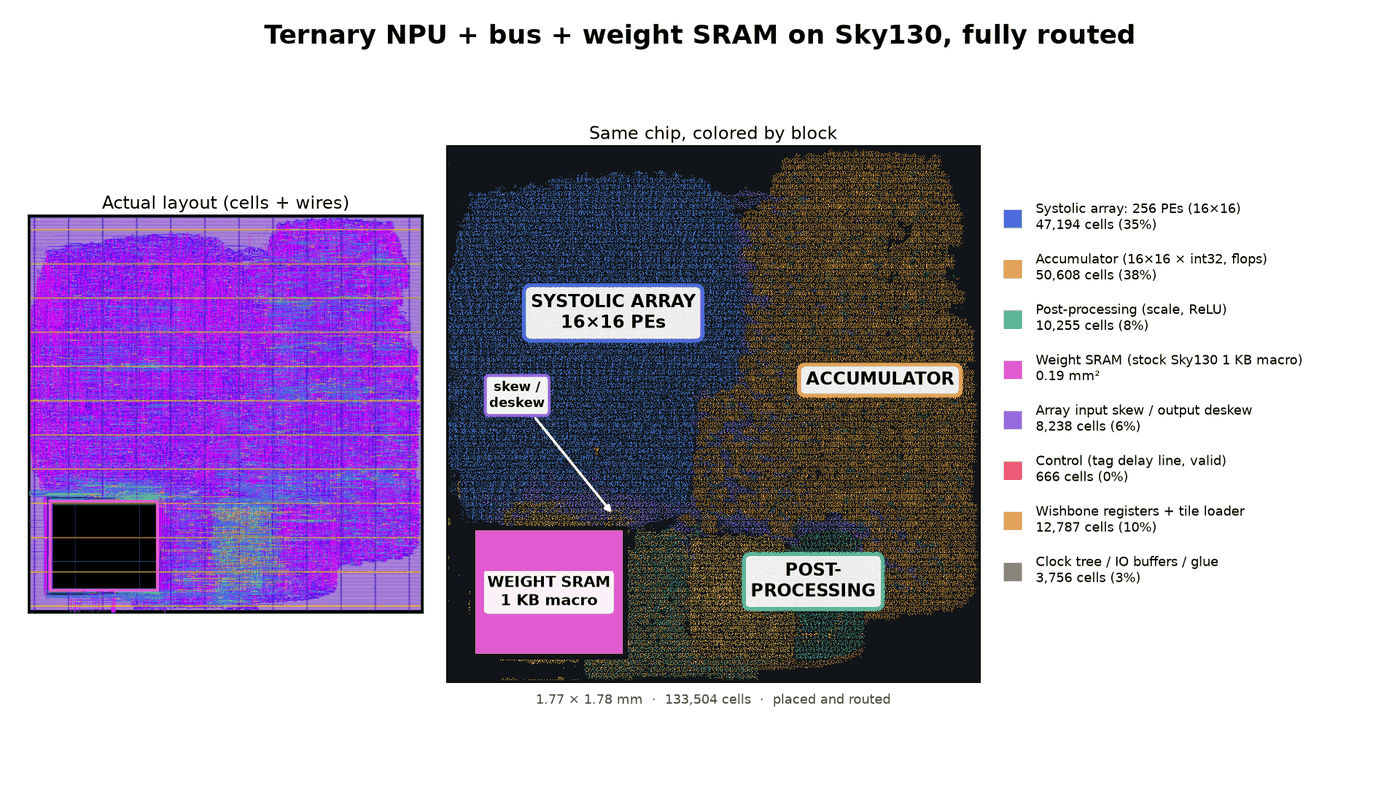 Ternary NPU + bus + weight SRAM on Sky130, fully routed
Actual layout (cells + wires)
Same chip, colored by block
SYSTOLIC ARRAY
16×16 PEs
skew /
deskew
ACCUMULATOR
WEIGHT SRAM
1 KB macro
POST-
PROCESSING
1.77 × 1.78 mm · 133,504 cells · placed and routed
Systolic array: 256 PEs (16×16)
47,194 cells (35%)
Accumulator (16×16 × int32, flops)
50,608 cells (38%)
Post-processing (scale, ReLU)
10,255 cells (8%)
Weight SRAM (stock Sky130 1 KB macro)
0.19 mm²
Array input skew / output deskew
8,238 cells (6%)
Control (tag delay line, valid)
666 cells (0%)
Wishbone registers + tile loader
12,787 cells (10%)
Clock tree / IO buffers / glue
3,756 cells (3%)